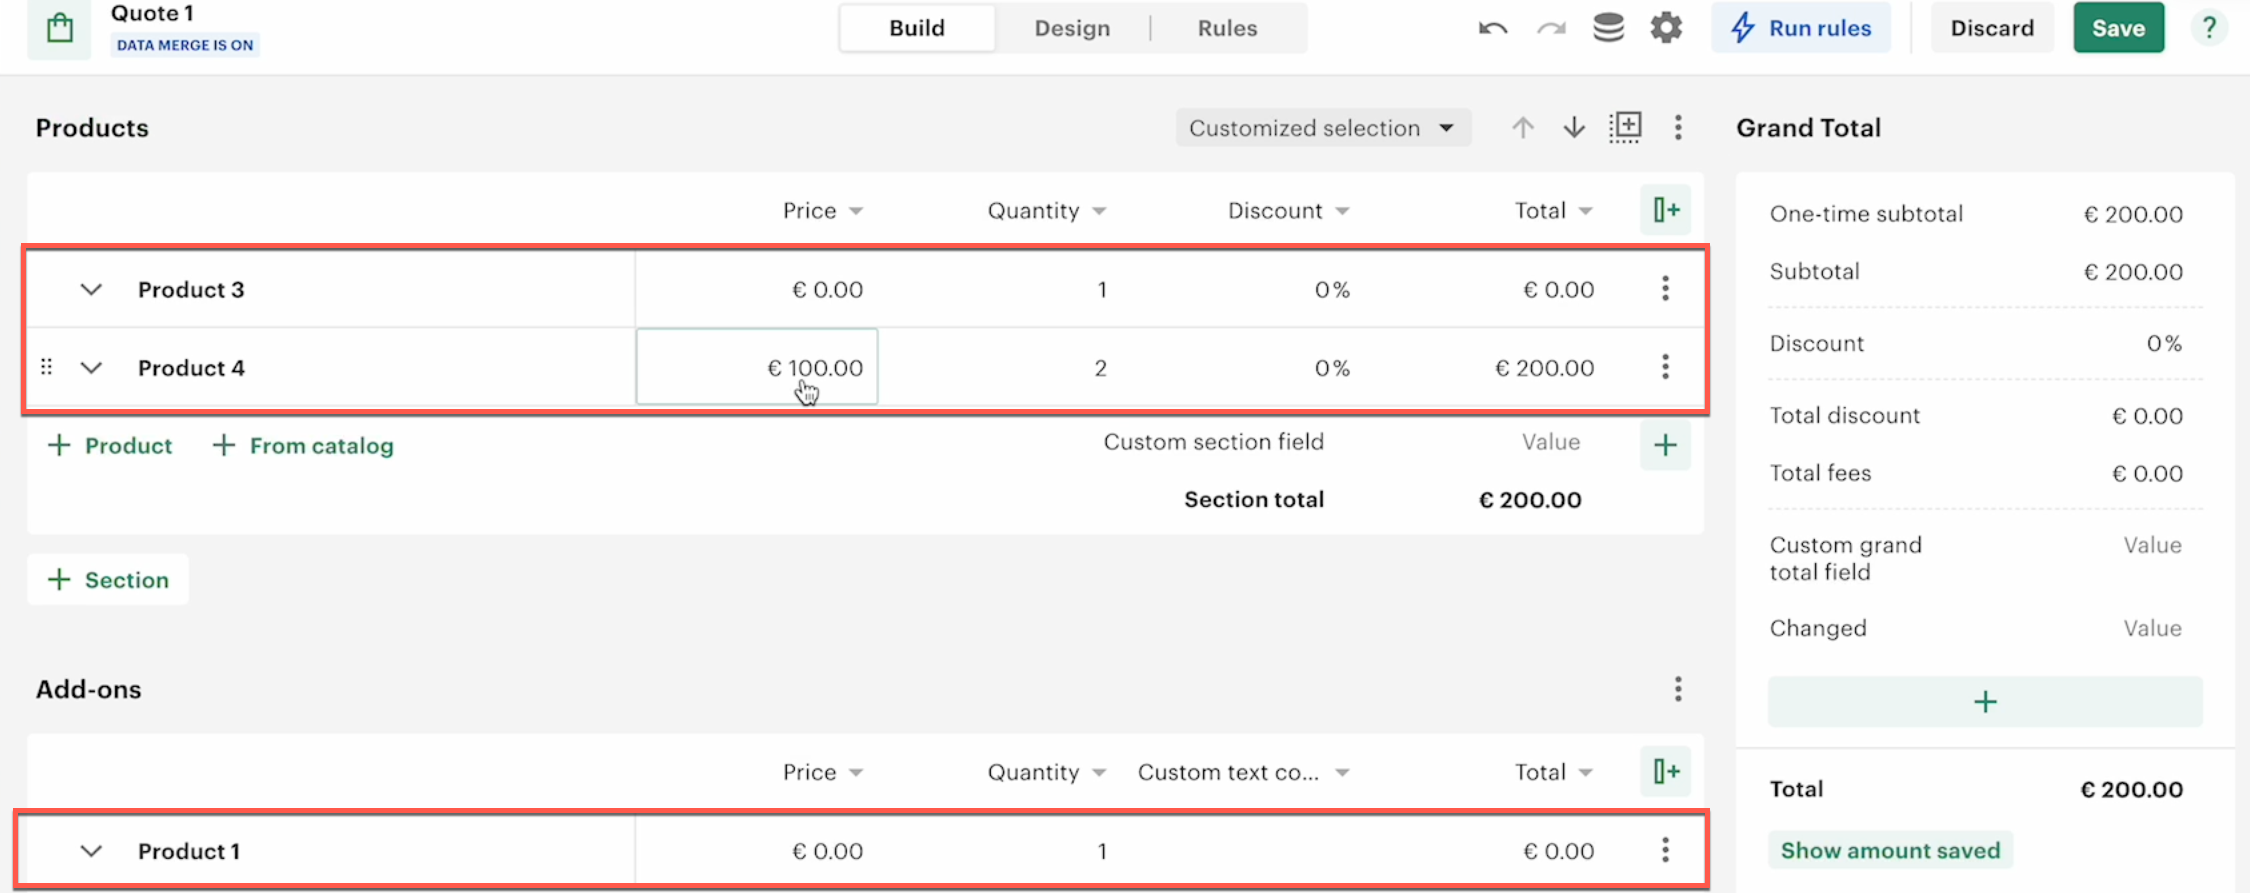 Quote 1
DATA MERGE IS ON
Build Design Rules
Run rules Discard Save ?
Products
Customized selection
Price Quantity Discount Total
Product 3 € 0.00 1 0% € 0.00
Product 4 € 100.00 2 0% € 200.00
+ Product + From catalog
Custom section field Value
Section total € 200.00
+ Section
Add-ons
Price Quantity Custom text co... Total
Product 1 € 0.00 1 € 0.00
Grand Total
One-time subtotal € 200.00
Subtotal € 200.00
Discount 0%
Total discount € 0.00
Total fees € 0.00
Custom grand
total field Value
Changed Value
+
Total € 200.00
Show amount saved